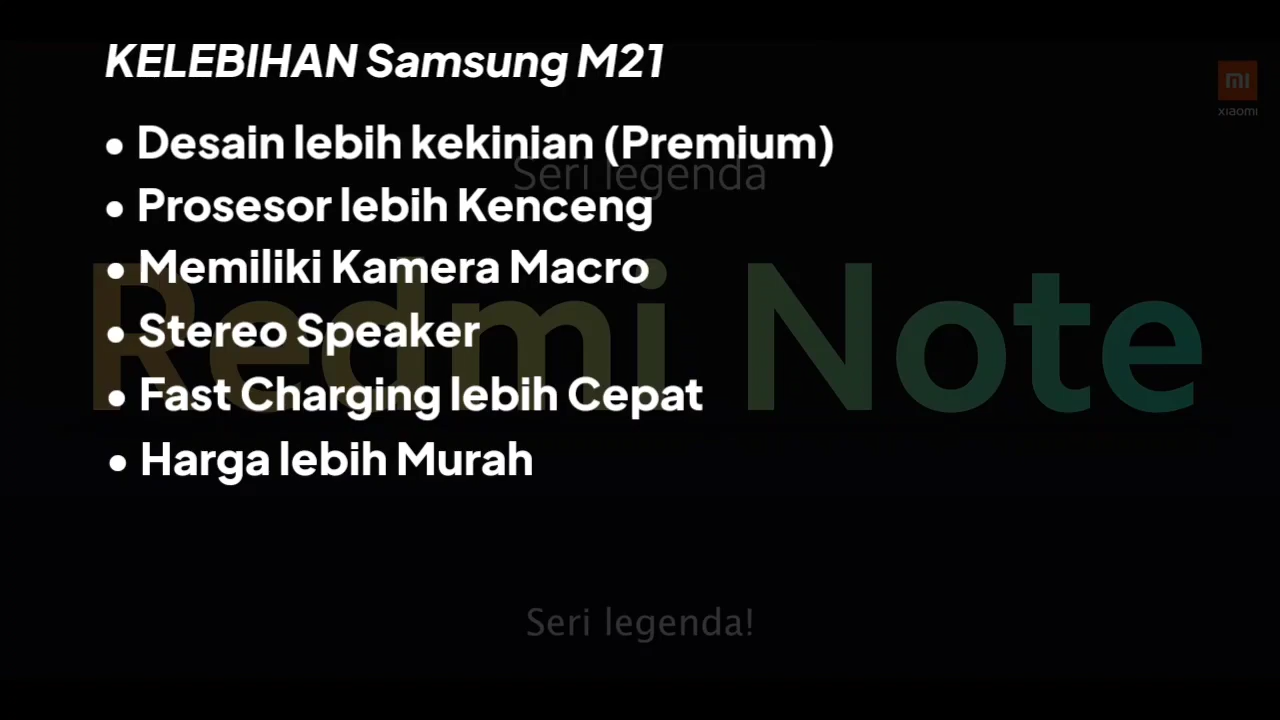 KELEBIHAN Samsung M21
mi
xiaomi
• Desain lebih kekinian (Premium)
Seri legenda
• Prosesor lebih Kenceng
• Memiliki Kamera Macro
Redmi Note
• Stereo Speaker
• Fast Charging lebih Cepat
• Harga lebih Murah
Seri legenda!